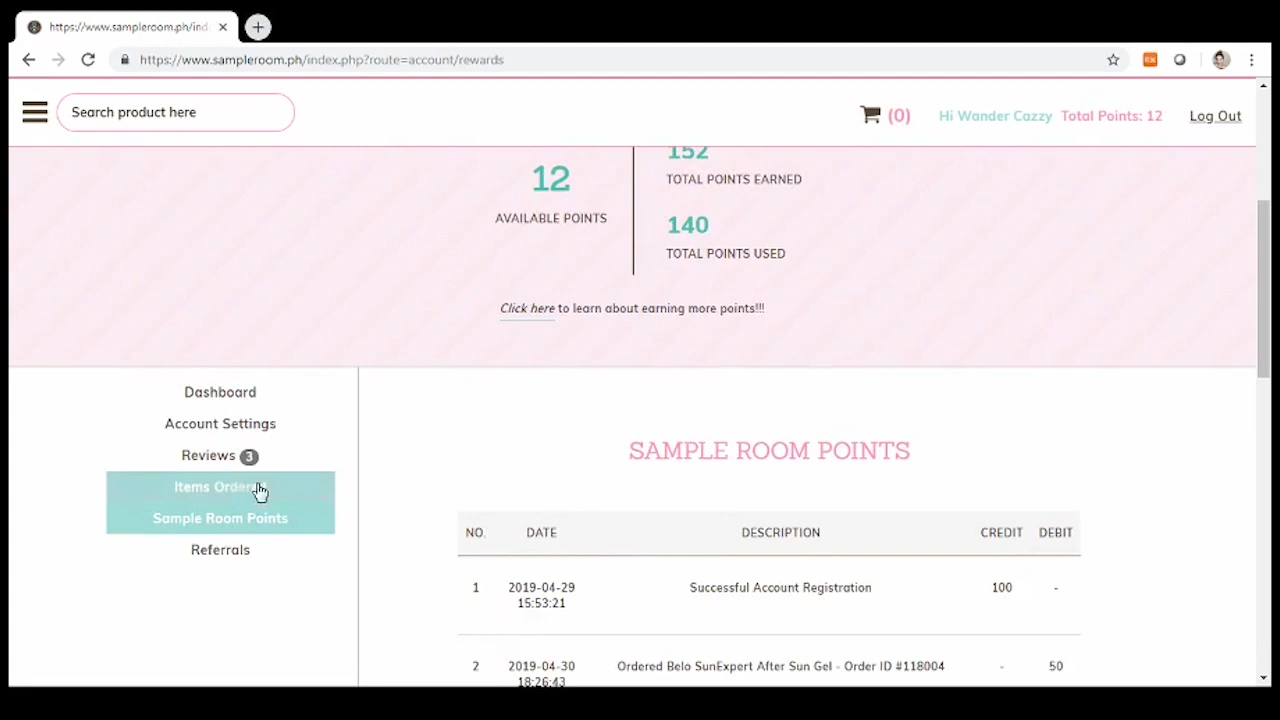 https://www.sampleroom.ph/ind
https://www.sampleroom.ph/index.php?route=account/rewards
Search product here
(0)
Hi Wander Cazzy Total Points: 12
Log Out
12
AVAILABLE POINTS
152
TOTAL POINTS EARNED
140
TOTAL POINTS USED
Click here to learn about earning more points!!!
Dashboard
Account Settings
Reviews 3
Items Ordered
Sample Room Points
Referrals
SAMPLE ROOM POINTS
NO. DATE DESCRIPTION CREDIT DEBIT
1 2019-04-29 15:53:21 Successful Account Registration 100 -
2 2019-04-30 18:26:43 Ordered Belo SunExpert After Sun Gel - Order ID #118004 - 50